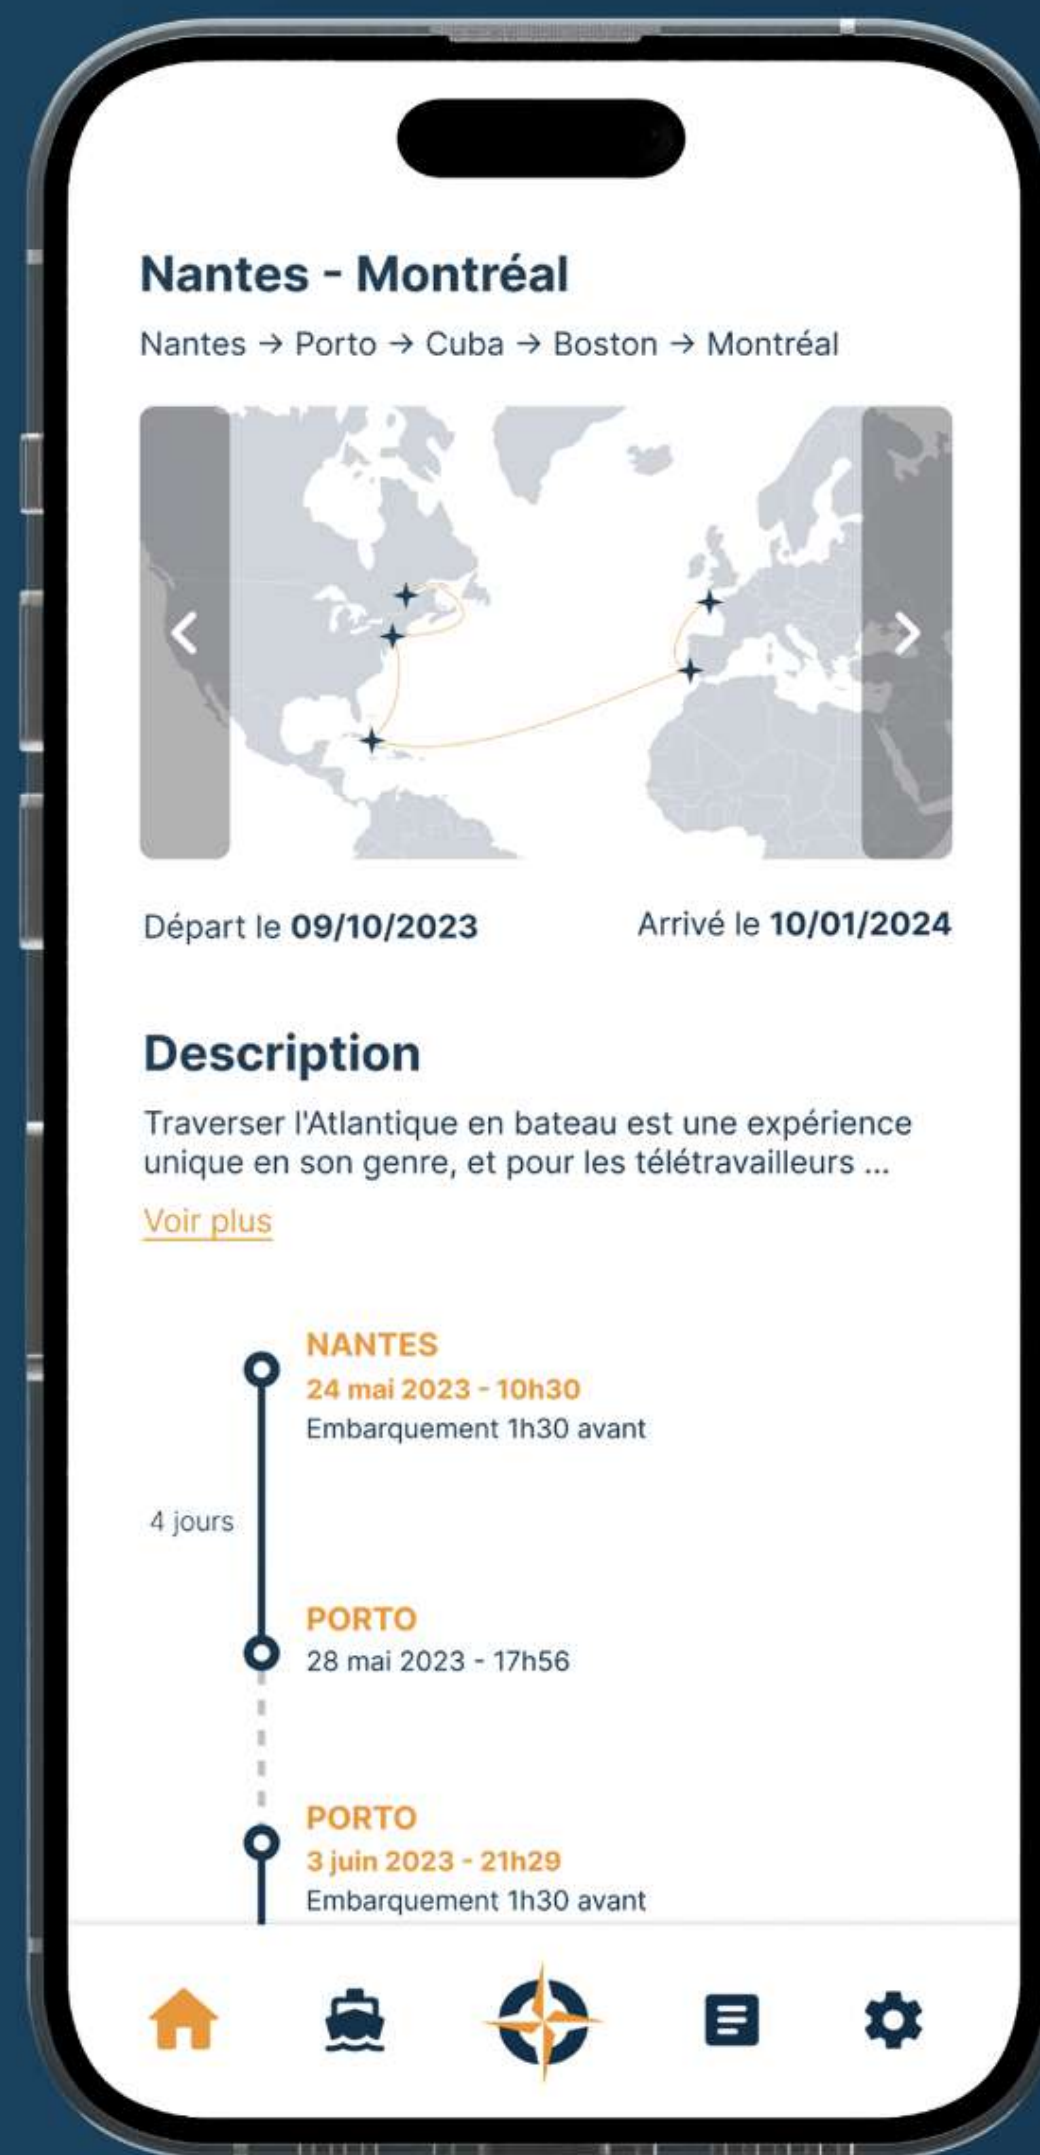 Nantes - Montréal
Nantes → Porto → Cuba → Boston → Montréal
Départ le 09/10/2023
Arrivé le 10/01/2024
Description
Traverser l'Atlantique en bateau est une expérience
unique en son genre, et pour les télétravailleurs ...
Voir plus
NANTES
24 mai 2023 - 10h30
Embarquement 1h30 avant
4 jours
PORTO
28 mai 2023 - 17h56
PORTO
3 juin 2023 - 21h29
Embarquement 1h30 avant